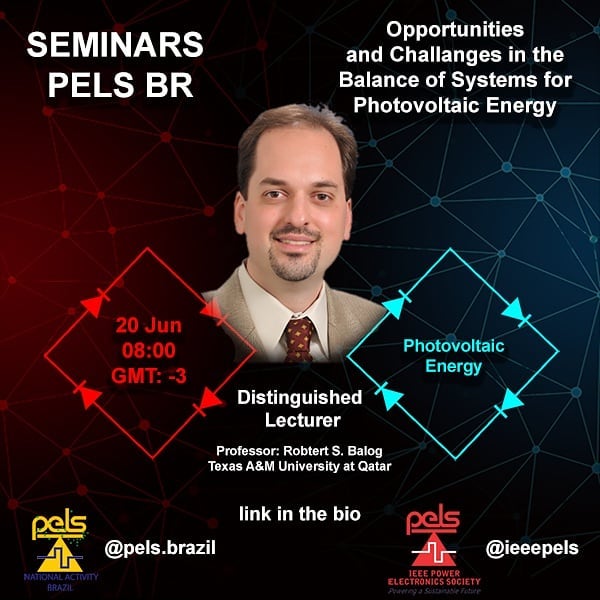 SEMINARS
PELS BR
Opportunities
and Challanges in the
Balance of Systems for
Photovoltaic Energy
20 Jun
08:00
GMT: -3
Photovoltaic
Energy
Distinguished
Lecturer
Professor: Robtert S. Balog
Texas A&M University at Qatar
link in the bio
pels
NATIONAL ACTIVITY
BRAZIL
@pels.brazil
pels
IEEE POWER
ELECTRONICS SOCIETY
Powering a Sustainable Future
@ieeepels